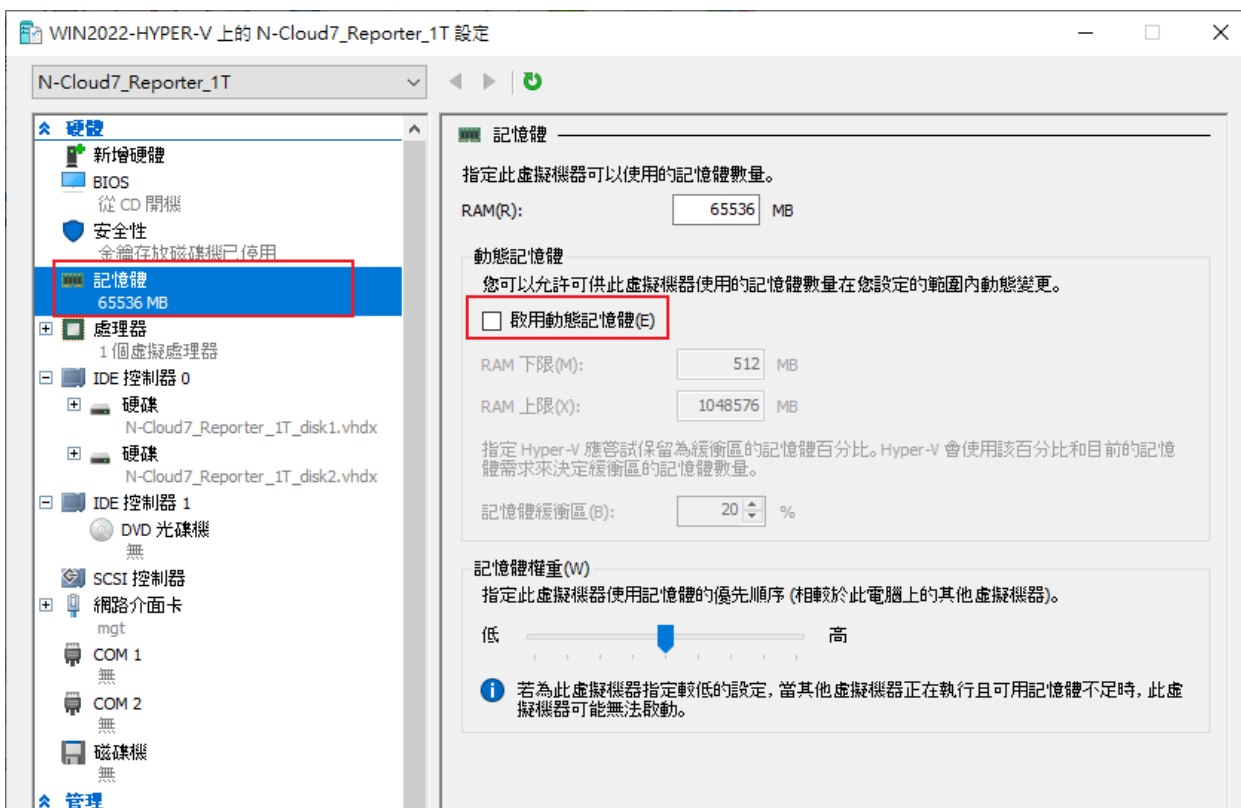 WIN2022-HYPER-V 上的 N-Cloud7_Reporter_1T 設定
N-Cloud7_Reporter_1T
硬體
新增硬體
BIOS
從 CD 開機
安全性
金鑰存放磁碟機已停用
記憶體
65536 MB
處理器
1 個虛擬處理器
IDE 控制器 0
硬碟
N-Cloud7_Reporter_1T_disk1.vhdx
硬碟
N-Cloud7_Reporter_1T_disk2.vhdx
IDE 控制器 1
DVD 光碟機
無
SCSI 控制器
網路介面卡
mgt
COM 1
無
COM 2
無
磁碟機
無
管理
記憶體
指定此虛擬機器可以使用的記憶體數量。
RAM(R): 65536 MB
動態記憶體
您可以允許可供此虛擬機器使用的記憶體數量在您設定的範圍內動態變更。
啟用動態記憶體(E)
RAM 下限(M): 512 MB
RAM 上限(X): 1048576 MB
指定 Hyper-V 應嘗試保留為緩衝區的記憶體百分比。Hyper-V 會使用該百分比和目前的記憶
體需求來決定緩衝區的記憶體數量。
記憶體緩衝區(B): 20 %
記憶體權重(W)
指定此虛擬機器使用記憶體的優先順序 (相較於此電腦上的其他虛擬機器)。
低 高
若為此虛擬機器指定較低的設定, 當其他虛擬機器正在執行且可用記憶體不足時, 此虛
擬機器可能無法啟動。